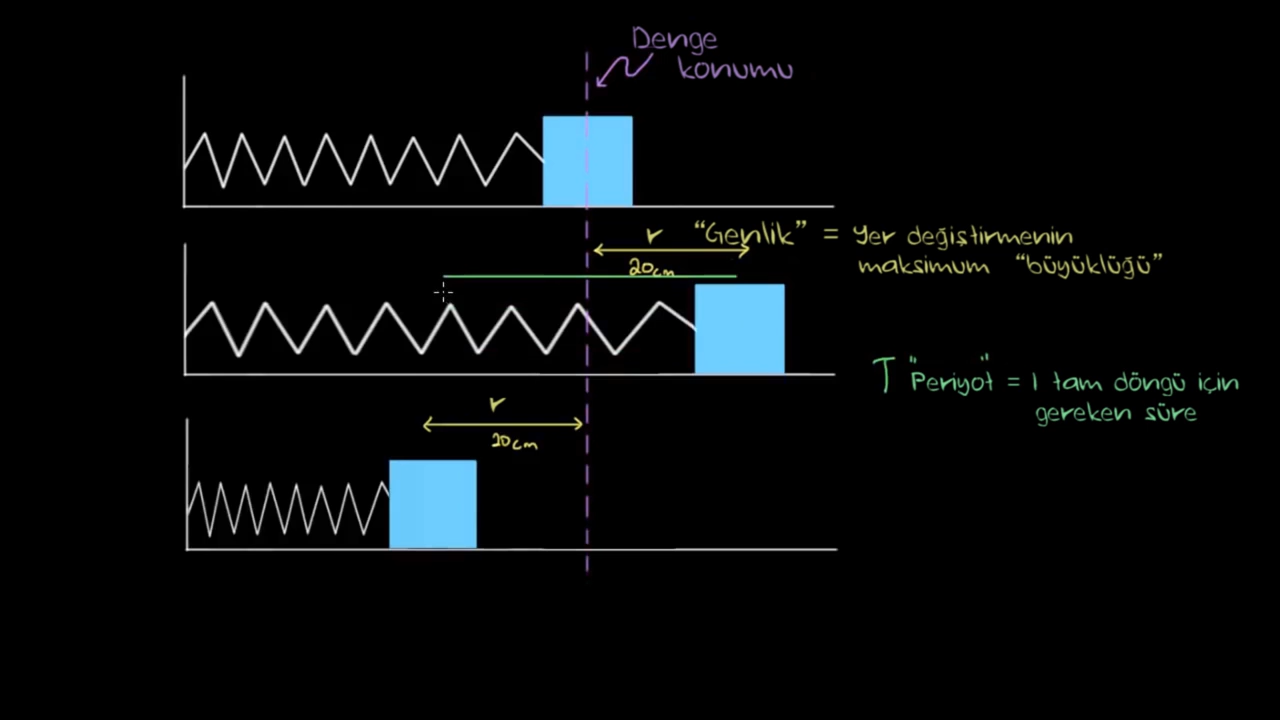 Denge
konumu
r "Genlik" = Yer değiştirmenin
20cm maksimum "büyüklüğü"
T "Periyot" = 1 tam döngü için
gereken süre
r
20cm